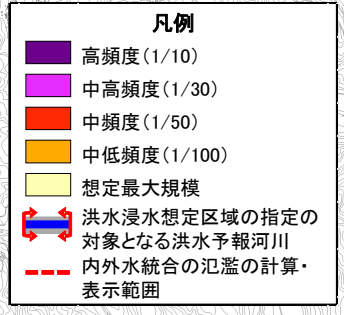 凡例
高頻度(1/10)
中高頻度(1/30)
中頻度(1/50)
中低頻度(1/100)
想定最大規模
洪水浸水想定区域の指定の
対象となる洪水予報河川
内外水統合の氾濫の計算・
表示範囲